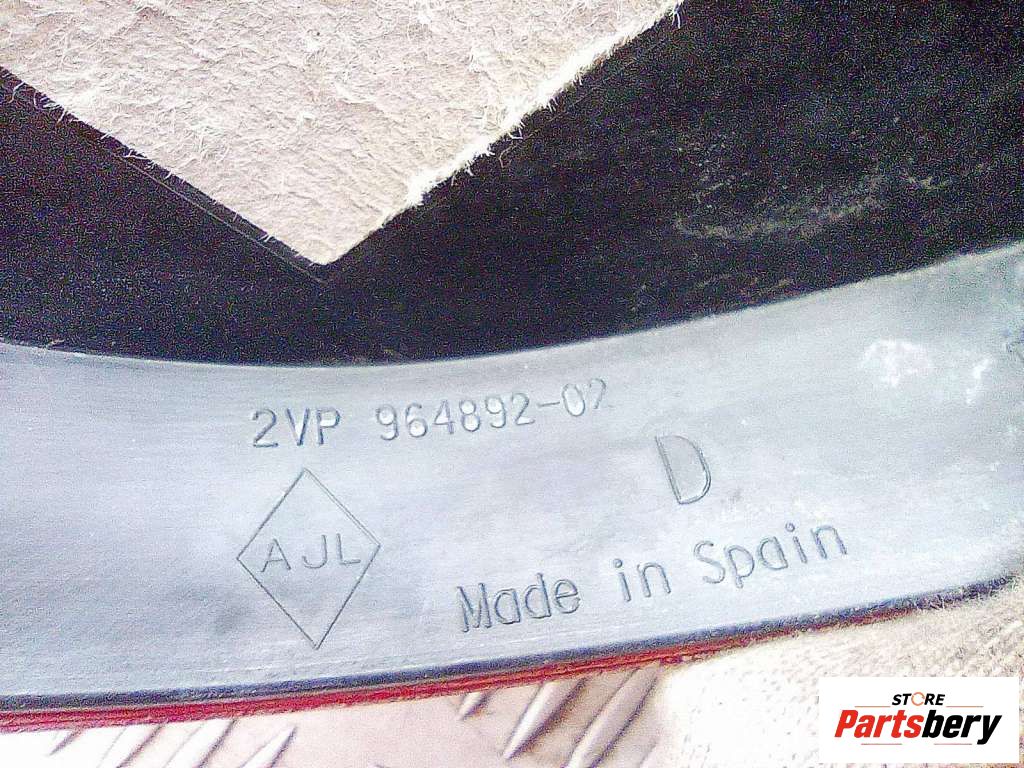 2VP 964892-02
D
AJL
Made in Spain
STORE
Partsbery